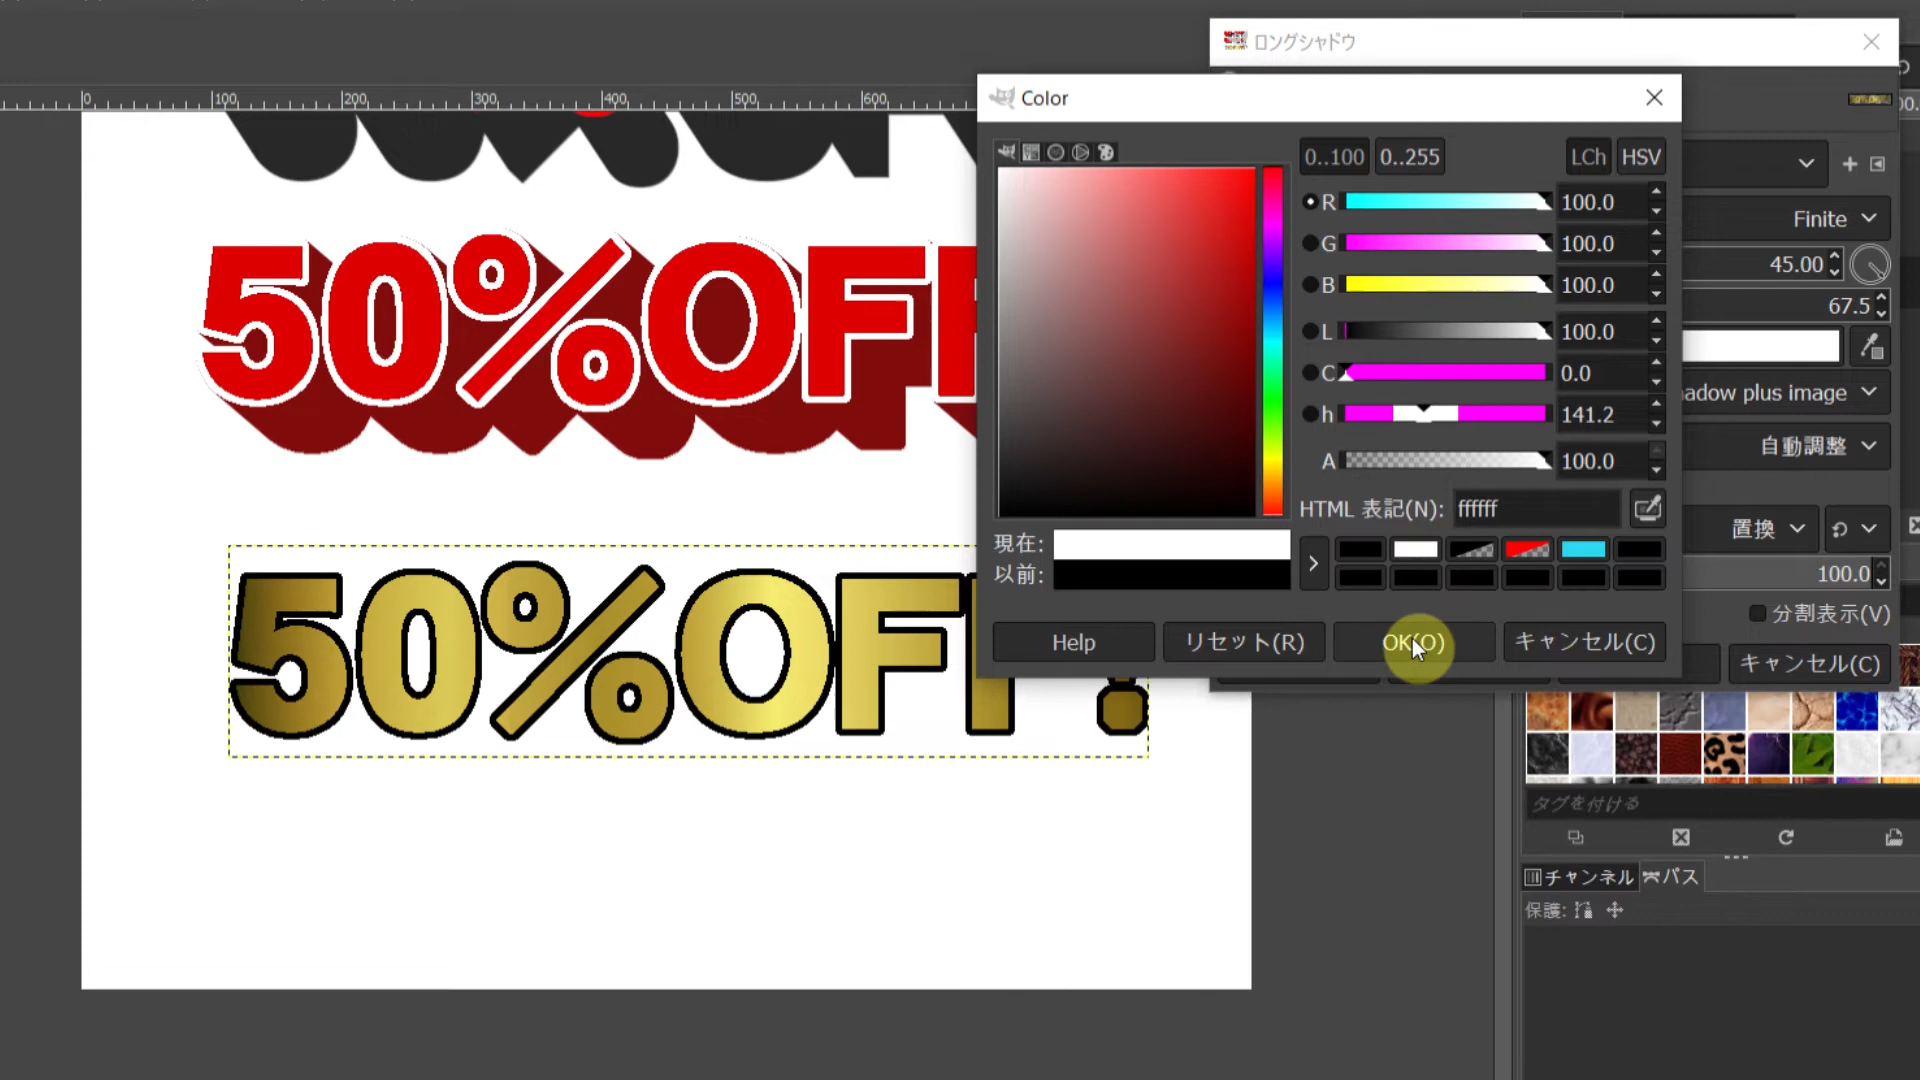 ロングシャドウ
Color
0
100
200
300
400
500
600
0..100
0..255
LCh
HSV
R
100.0
G
100.0
B
100.0
L
100.0
C
0.0
h
141.2
A
100.0
HTML 表記(N):
ffffff
現在:
以前:
Help
リセット(R)
OK(O)
キャンセル(C)
Finite
45.00
67.5
adow plus image
自動調整
置換
100.0
分割表示(V)
キャンセル(C)
50%OFF
50%OFF !
タグを付ける
チャンネル
パス
保護: